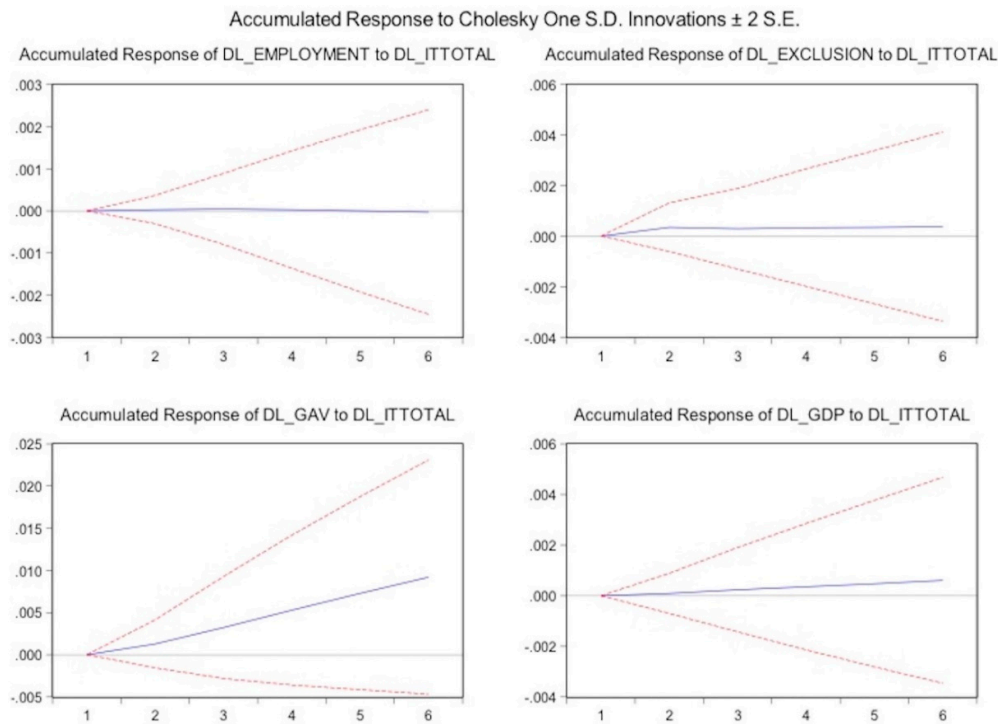 Accumulated Response to Cholesky One S.D. Innovations ± 2 S.E.
Accumulated Response of DL_EMPLOYMENT to DL_ITTOTAL
.003
.002
.001
.000
-.001
-.002
-.003
1 2 3 4 5 6
Accumulated Response of DL_EXCLUSION to DL_ITTOTAL
.006
.004
.002
.000
-.002
-.004
1 2 3 4 5 6
Accumulated Response of DL_GAV to DL_ITTOTAL
.025
.020
.015
.010
.005
.000
-.005
1 2 3 4 5 6
Accumulated Response of DL_GDP to DL_ITTOTAL
.006
.004
.002
.000
-.002
-.004
1 2 3 4 5 6